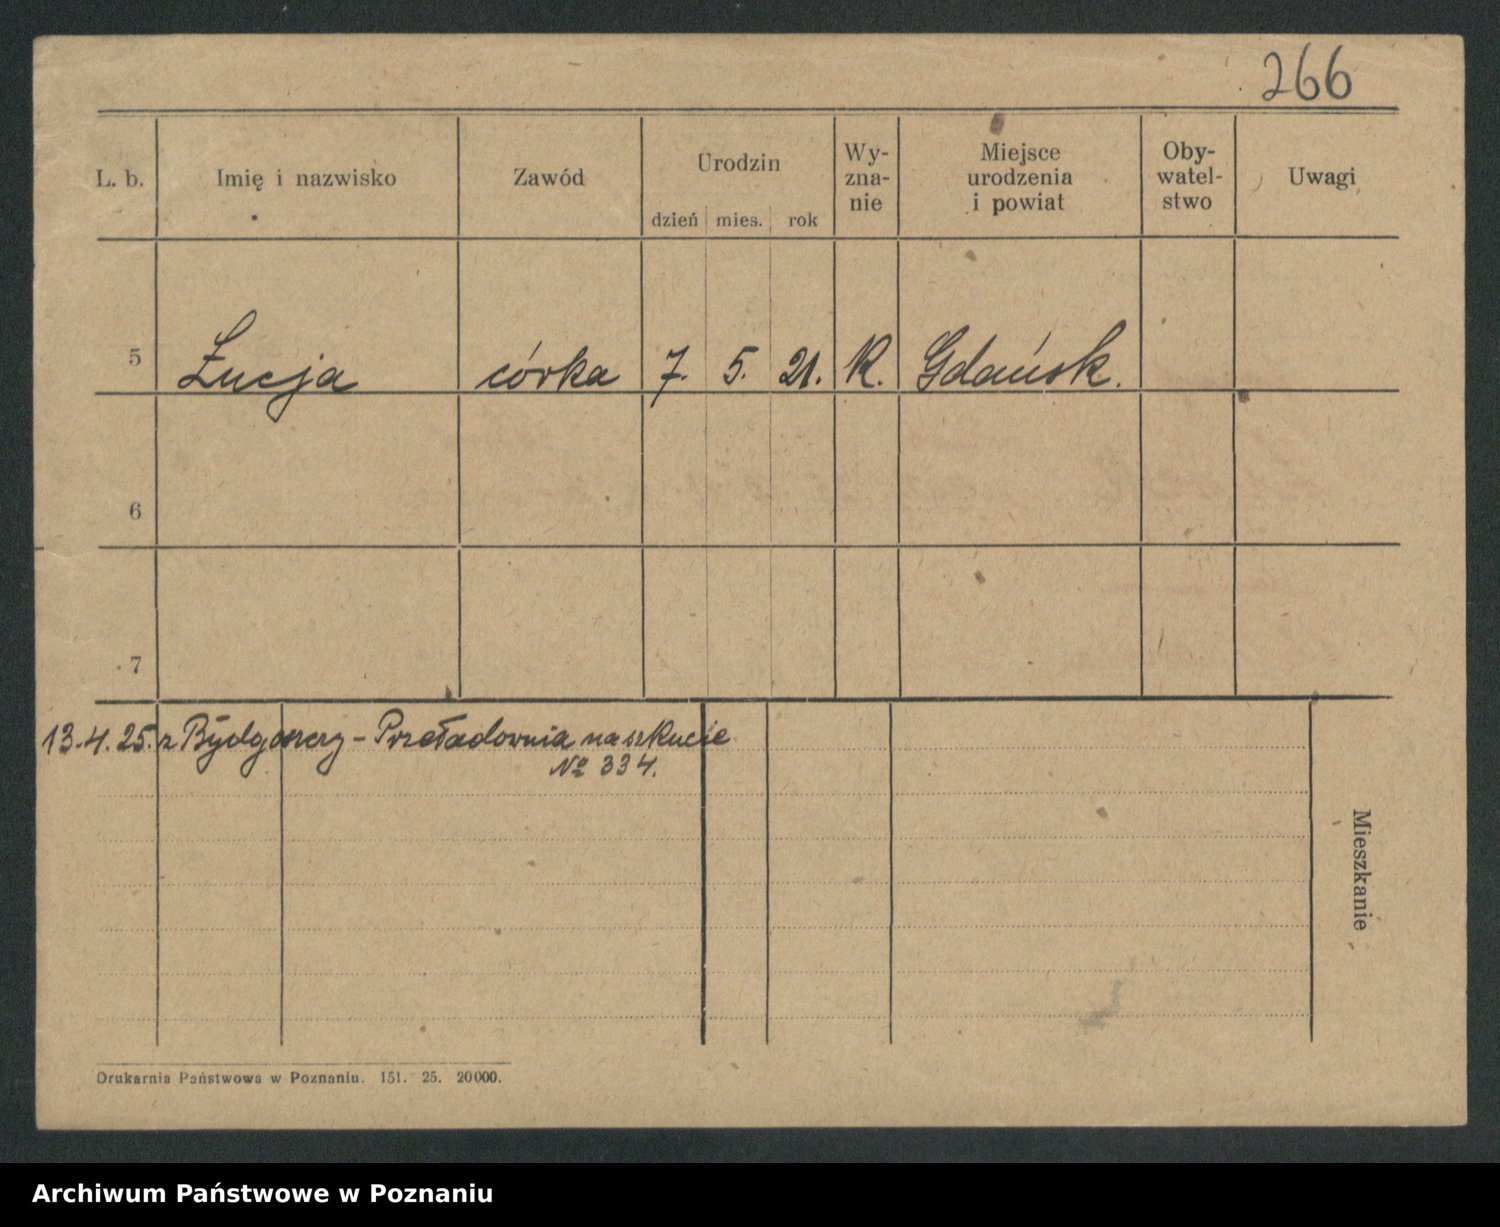 266
L. b. Imię i nazwisko Zawód Urodzin Wy-zna-nie Miejsce urodzenia i powiat Oby-watel-stwo Uwagi
dzień mies. rok
5 Łucja córka 7. 5. 21. K. Gdańsk.
6
7
13.4.25. z Bydgoszczy - Przeładownia na szkucie
№ 334.
Mieszkanie
Drukarnia Państwowa w Poznaniu. 151. 25. 20000.
Archiwum Państwowe w Poznaniu